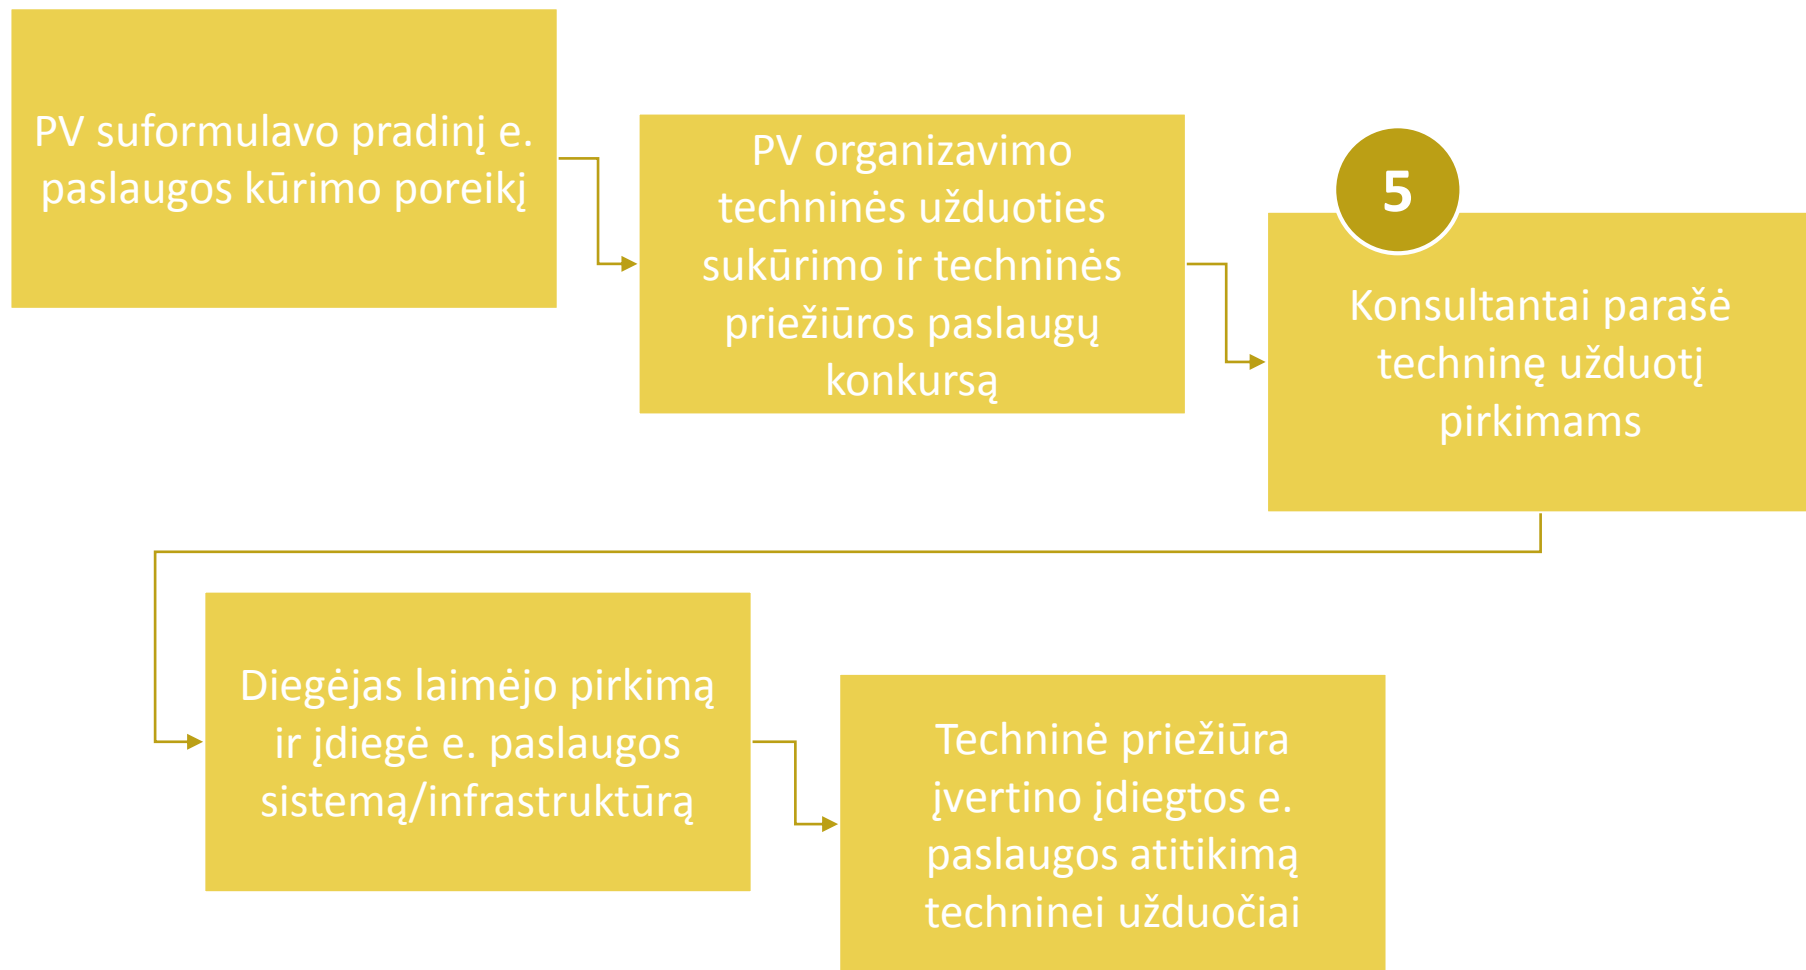 PV suformulavo pradinį e.
paslaugos kūrimo poreikį
PV organizavimo
techninės užduoties
sukūrimo ir techninės
priežiūros paslaugų
konkursą
5
Konsultantai parašė
techninę užduotį
pirkimams
Diegėjas laimėjo pirkimą
ir įdiegė e. paslaugos
sistemą/infrastruktūrą
Techninė priežiūra
įvertino įdiegtos e.
paslaugos atitikimą
techninei užduočiai